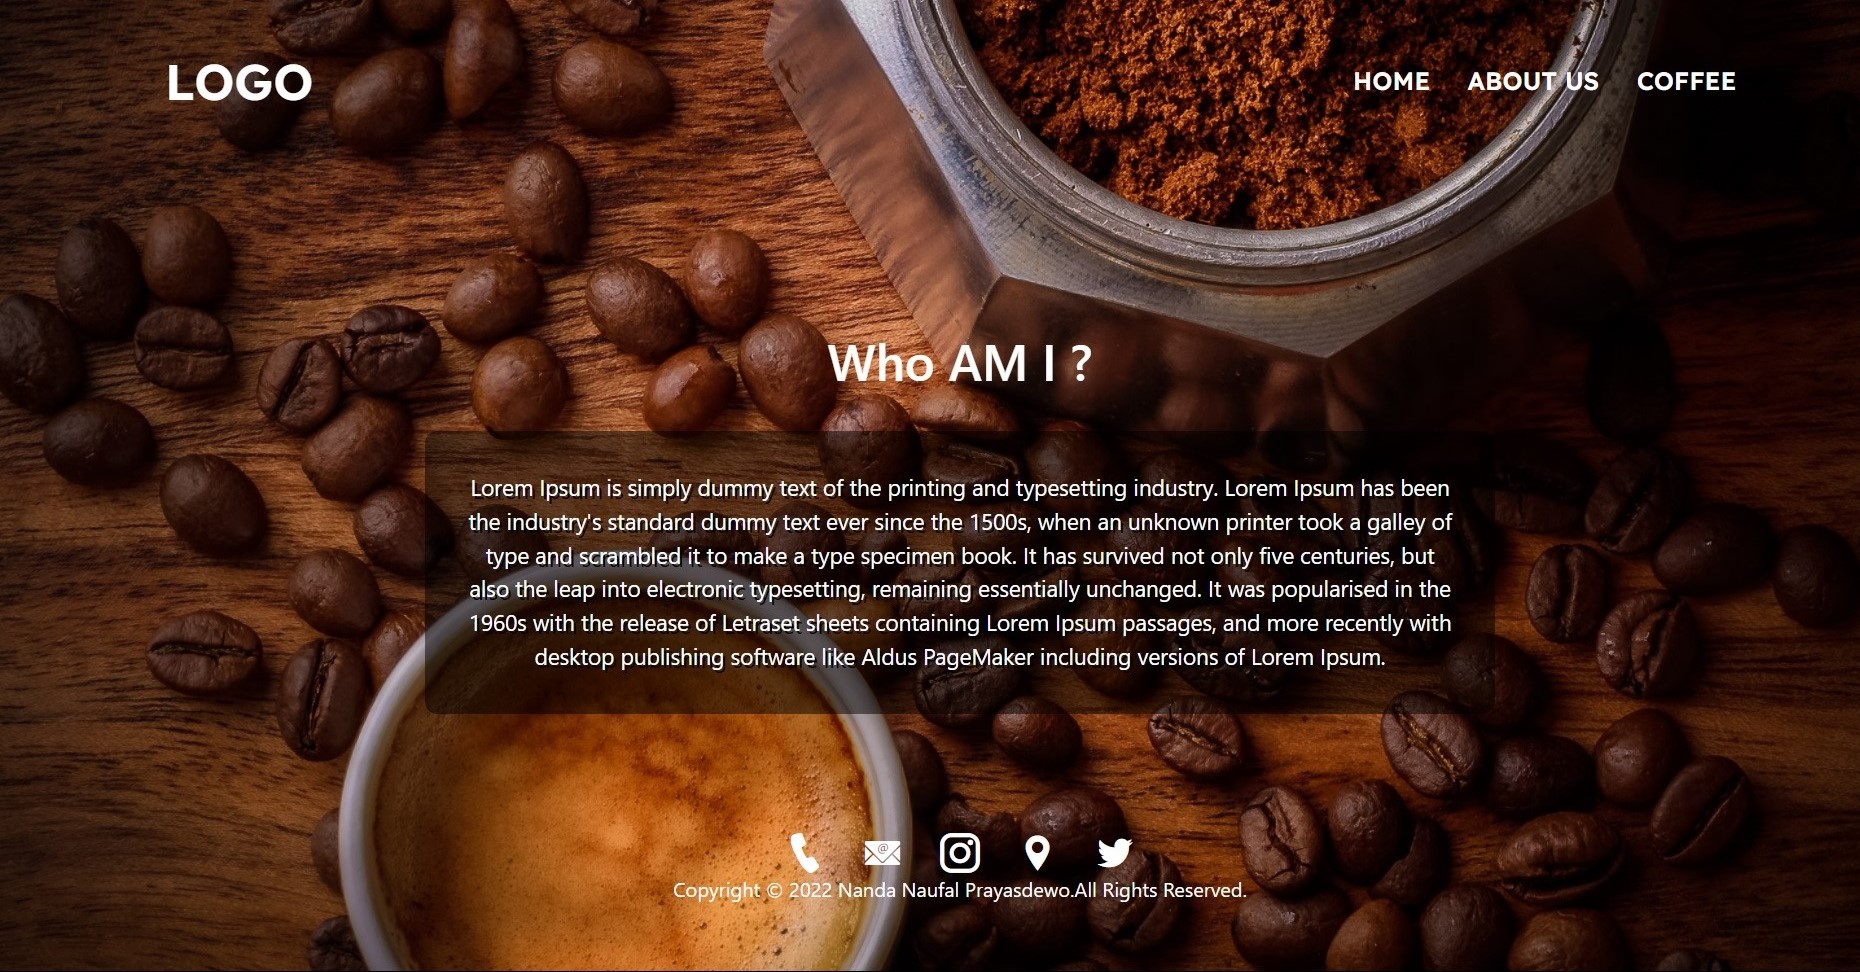 LOGO
HOME ABOUT US COFFEE
Who AM I ?
Lorem Ipsum is simply dummy text of the printing and typesetting industry. Lorem Ipsum has been
the industry's standard dummy text ever since the 1500s, when an unknown printer took a galley of
type and scrambled it to make a type specimen book. It has survived not only five centuries, but
also the leap into electronic typesetting, remaining essentially unchanged. It was popularised in the
1960s with the release of Letraset sheets containing Lorem Ipsum passages, and more recently with
desktop publishing software like Aldus PageMaker including versions of Lorem Ipsum.
@
Copyright © 2022 Nanda Naufal Prayasdewo.All Rights Reserved.